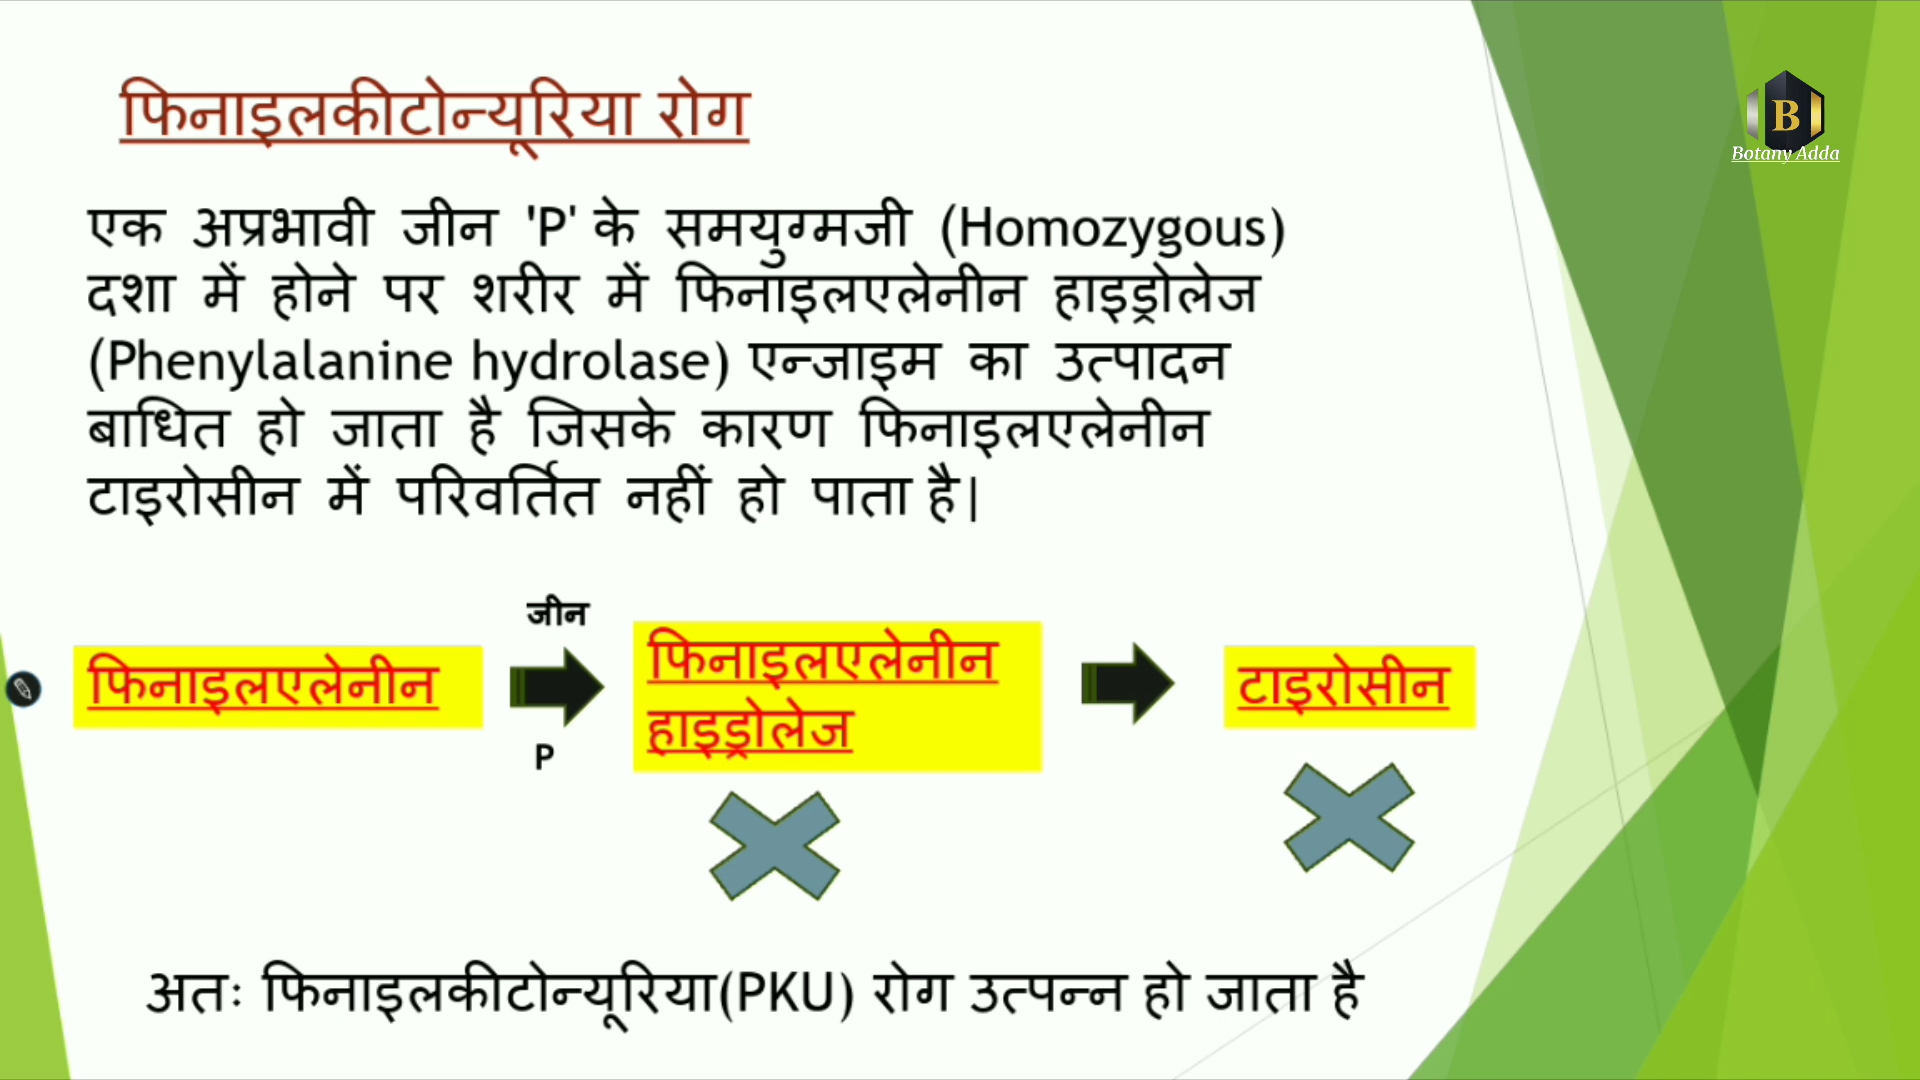 फिनाइलकीटोन्यूरिया रोग
B
Botany Adda
एक अप्रभावी जीन 'P' के समयुग्मजी (Homozygous)
दशा में होने पर शरीर में फिनाइलएलेनीन हाइड्रोलेज
(Phenylalanine hydrolase) एन्जाइम का उत्पादन
बाधित हो जाता है जिसके कारण फिनाइलएलेनीन
टाइरोसीन में परिवर्तित नहीं हो पाता है|
जीन
फिनाइलएलेनीन
P
फिनाइलएलेनीन
हाइड्रोलेज
टाइरोसीन
अतः फिनाइलकीटोन्यूरिया(PKU) रोग उत्पन्न हो जाता है